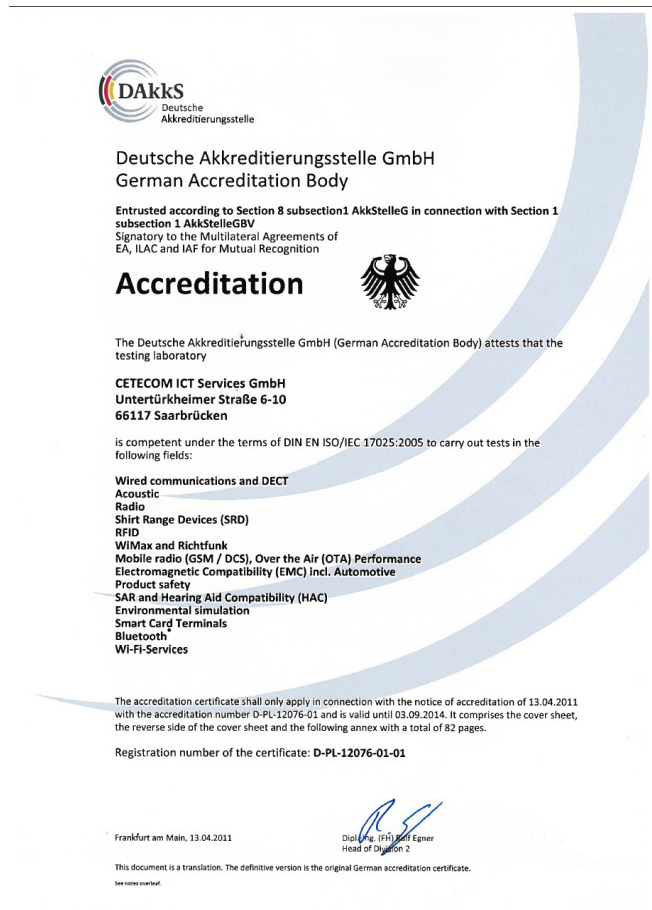 DAkkS
Deutsche
Akkreditierungsstelle
Deutsche Akkreditierungsstelle GmbH
German Accreditation Body
Entrusted according to Section 8 subsection1 AkkStelleG in connection with Section 1
subsection 1 AkkStelleGBV
Signatory to the Multilateral Agreements of
EA, ILAC and IAF for Mutual Recognition
Accreditation
The Deutsche Akkreditierungsstelle GmbH (German Accreditation Body) attests that the
testing laboratory
CETECOM ICT Services GmbH
Untertürkheimer Straße 6-10
66117 Saarbrücken
is competent under the terms of DIN EN ISO/IEC 17025:2005 to carry out tests in the
following fields:
Wired communications and DECT
Acoustic
Radio
Shirt Range Devices (SRD)
RFID
WiMax and Richtfunk
Mobile radio (GSM / DCS), Over the Air (OTA) Performance
Electromagnetic Compatibility (EMC) incl. Automotive
Product safety
SAR and Hearing Aid Compatibility (HAC)
Environmental simulation
Smart Card Terminals
Bluetooth
Wi-Fi-Services
The accreditation certificate shall only apply in connection with the notice of accreditation of 13.04.2011
with the accreditation number D-PL-12076-01 and is valid until 03.09.2014. It comprises the cover sheet,
the reverse side of the cover sheet and the following annex with a total of 82 pages.
Registration number of the certificate: D-PL-12076-01-01
Frankfurt am Main, 13.04.2011
Dipl.-Ing. (FH) Ralf Egner
Head of Division 2
This document is a translation. The definitive version is the original German accreditation certificate.
See notes overleaf.